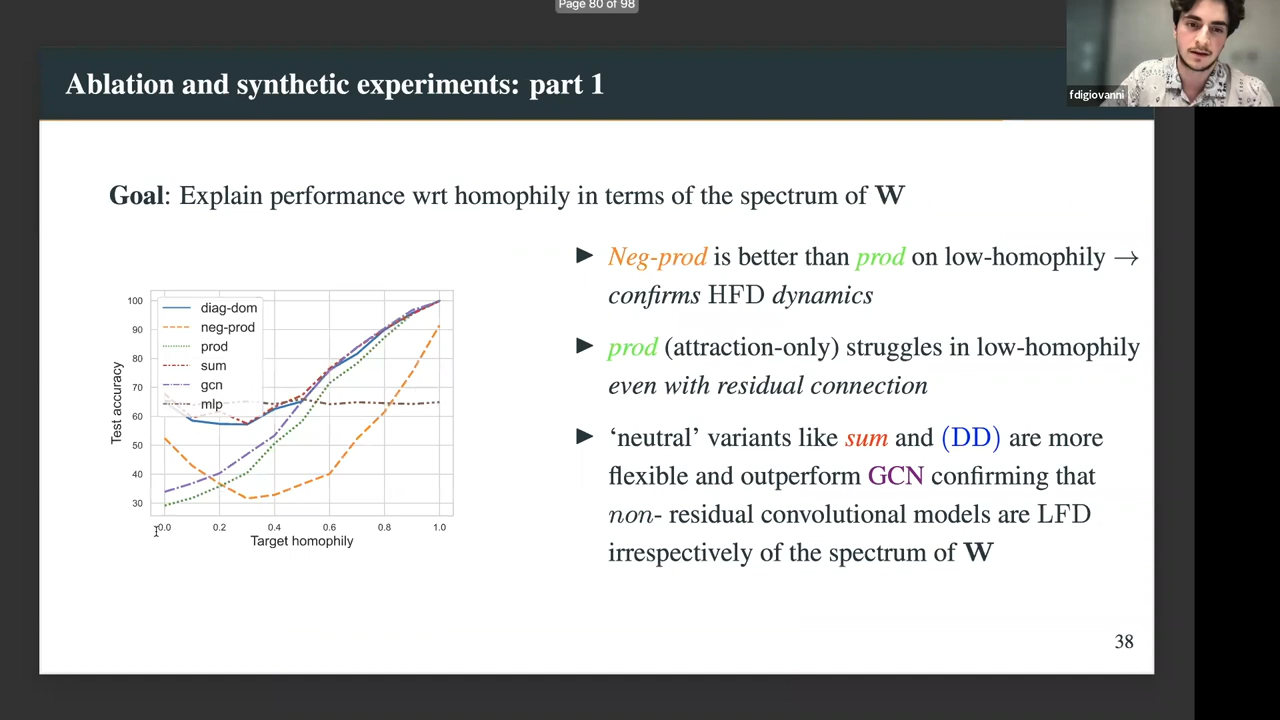 Page 80 of 98
Ablation and synthetic experiments: part 1
fdigiovanni
Goal: Explain performance wrt homophily in terms of the spectrum of W
▶ Neg-prod is better than prod on low-homophily →
confirms HFD dynamics
▶ prod (attraction-only) struggles in low-homophily
even with residual connection
▶ ‘neutral’ variants like sum and (DD) are more
flexible and outperform GCN confirming that
non- residual convolutional models are LFD
irrespectively of the spectrum of W
100
90
80
70
60
50
40
30
Test accuracy
diag-dom
neg-prod
prod
sum
gcn
mlp
0.0 0.2 0.4 0.6 0.8 1.0
Target homophily
38